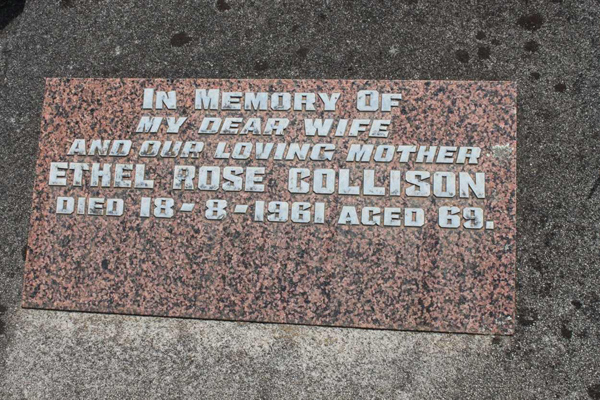 IN MEMORY OF
MY DEAR WIFE
AND OUR LOVING MOTHER
ETHEL ROSE COLLISON
DIED 18-8-1961 AGED 69.